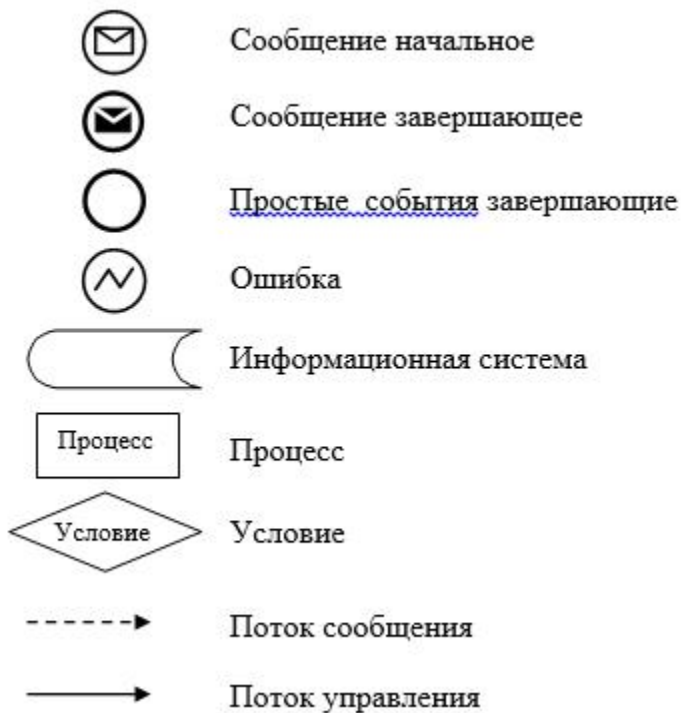 Сообщение начальное
Сообщение завершающее
Простые события завершающие
Ошибка
Информационная система
Процесс Процесс
Условие Условие
Поток сообщения
Поток управления